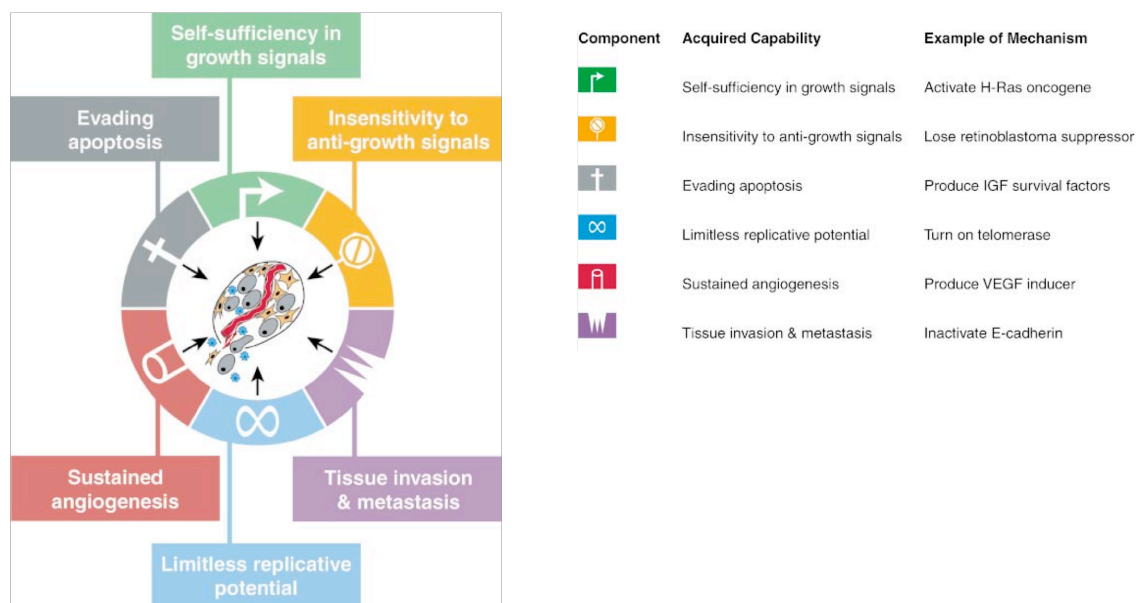 Self-sufficiency in
growth signals
Evading
apoptosis
Insensitivity to
anti-growth signals
Sustained
angiogenesis
Tissue invasion
& metastasis
Limitless replicative
potential
Component Acquired Capability Example of Mechanism
Self-sufficiency in growth signals Activate H-Ras oncogene
Insensitivity to anti-growth signals Lose retinoblastoma suppressor
Evading apoptosis Produce IGF survival factors
Limitless replicative potential Turn on telomerase
Sustained angiogenesis Produce VEGF inducer
Tissue invasion & metastasis Inactivate E-cadherin